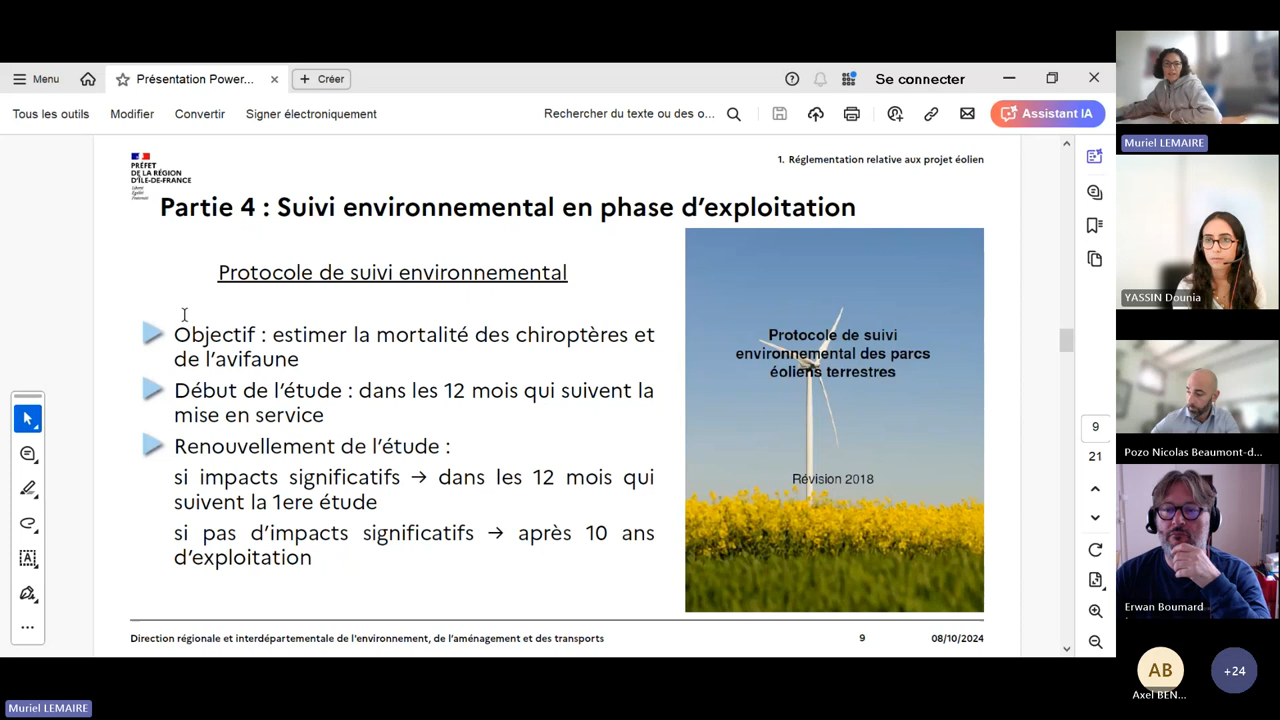 Menu
Présentation Power...
Créer
Se connecter
Tous les outils
Modifier
Convertir
Signer électroniquement
Rechercher du texte ou des o...
Assistant IA
PRÉFET
DE LA RÉGION
D'ÎLE-DE-FRANCE
Liberté
Égalité
Fraternité
1. Réglementation relative aux projet éolien
Partie 4 : Suivi environnemental en phase d'exploitation
Protocole de suivi environnemental
Objectif : estimer la mortalité des chiroptères et
de l'avifaune
Début de l'étude : dans les 12 mois qui suivent la
mise en service
Renouvellement de l'étude :
si impacts significatifs → dans les 12 mois qui
suivent la 1ere étude
si pas d'impacts significatifs → après 10 ans
d'exploitation
Protocole de suivi
environnemental des parcs
éoliens terrestres
Révision 2018
Direction régionale et interdépartementale de l'environnement, de l'aménagement et des transports
9
08/10/2024
9
21
Muriel LEMAIRE
YASSIN Dounia
Pozo Nicolas Beaumont-d...
Erwan Boumard
AB
Axel BEN...
+24
Muriel LEMAIRE